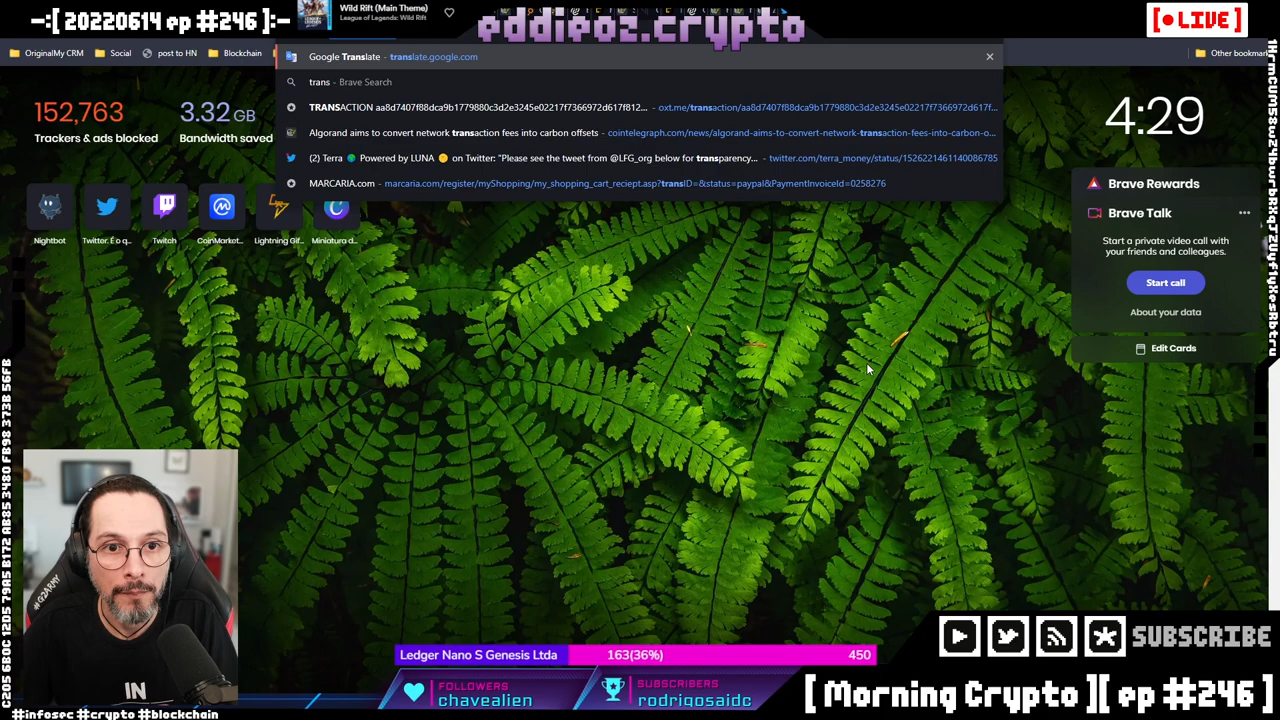 -:[ 20220614 ep #246 ]:-
Wild Rift (Main Theme)
League of Legends: Wild Rift
eddieoz.crypto
[ ● LIVE ]
OriginalMy CRM
Social
post to HN
Blockchain
Other bookmar
Google Translate - translate.google.com
trans - Brave Search
TRANSACTION aa8d7407f88dca9b1779880c3d2e3245e02217f7366972d617f812... - oxt.me/transaction/aa8d7407f88dca9b1779880c3d2e3245e02217f7366972d617f...
Algorand aims to convert network transaction fees into carbon offsets - cointelegraph.com/news/algorand-aims-to-convert-network-transaction-fees-into-carbon-o...
(2) Terra Powered by LUNA on Twitter: "Please see the tweet from @LFG_org below for transparency... - twitter.com/terra_money/status/1526221461140086785
MARCARIA.com - marcaria.com/register/myShopping/my_shopping_cart_reciept.asp?transID=&status=paypal&PaymentInvoiceId=0258276
152,763
Trackers & ads blocked
3.32 GB
Bandwidth saved
4:29
Nightbot
Twitter. É o q...
Twitch
CoinMarket...
Lightning Gif...
Miniatura d...
Brave Rewards
Brave Talk
Start a private video call with
your friends and colleagues.
Start call
About your data
Edit Cards
#G2ARMY
IN
Ledger Nano S Genesis Ltda
163(36%)
450
FOLLOWERS
chavealien
SUBSCRIBERS
rodrigosaidc
SUBSCRIBE
[ Morning Crypto ][ ep #246 ]
#infosec #crypto #blockchain